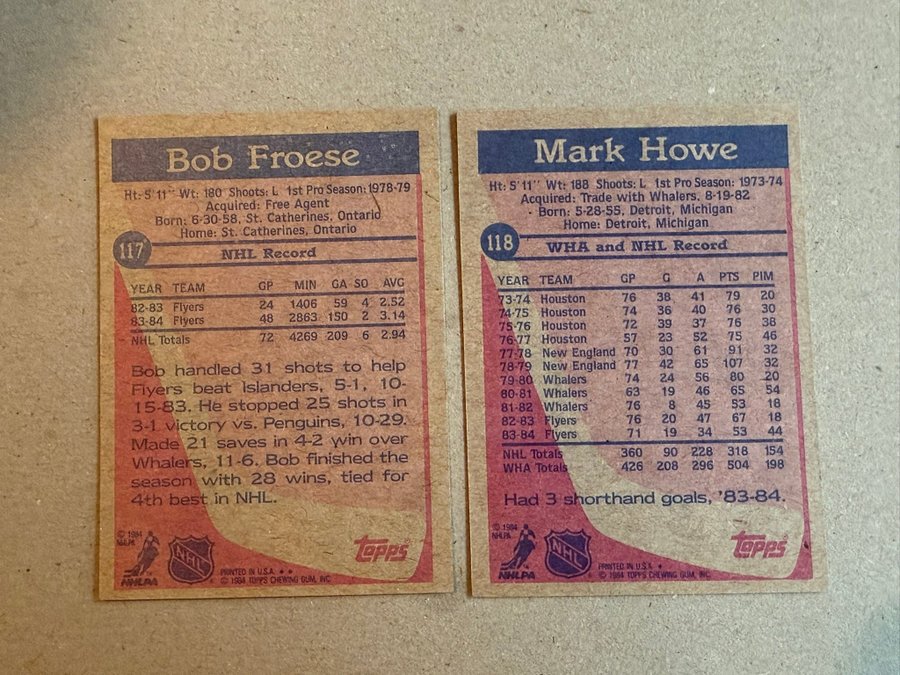 Bob Froese
Ht: 5'11" Wt: 180 Shoots: L 1st Pro Season: 1978-79
Acquired: Free Agent
Born: 6-30-58, St. Catherines, Ontario
Home: St. Catherines, Ontario
117
NHL Record
YEAR TEAM GP MIN GA SO AVG
82-83 Flyers 24 1406 59 4 2.52
83-84 Flyers 48 2863 150 2 3.14
NHL Totals 72 4269 209 6 2.94
Bob handled 31 shots to help
Flyers beat Islanders, 5-1, 10-
15-83. He stopped 25 shots in
3-1 victory vs. Penguins, 10-29.
Made 21 saves in 4-2 win over
Whalers, 11-6. Bob finished the
season with 28 wins, tied for
4th best in NHL.
© 1984
NHLPA
NHLPA
NHL
topps
PRINTED IN U.S.A. * *
© 1984 TOPPS CHEWING GUM, INC.
Mark Howe
Ht: 5'11" Wt: 188 Shoots: L 1st Pro Season: 1973-74
Acquired: Trade with Whalers, 8-19-82
Born: 5-28-55, Detroit, Michigan
Home: Detroit, Michigan
118
WHA and NHL Record
YEAR TEAM GP G A PTS PIM
73-74 Houston 76 38 41 79 20
74-75 Houston 74 36 40 76 30
75-76 Houston 72 39 37 76 38
76-77 Houston 57 23 52 75 46
77-78 New England 70 30 61 91 32
78-79 New England 77 42 65 107 32
79-80 Whalers 74 24 56 80 20
80-81 Whalers 63 19 46 65 54
81-82 Whalers 76 8 45 53 18
82-83 Flyers 76 20 47 67 18
83-84 Flyers 71 19 34 53 44
NHL Totals 360 90 228 318 154
WHA Totals 426 208 296 504 198
Had 3 shorthand goals, '83-84.
© 1984
NHLPA
NHLPA
NHL
topps
PRINTED IN U.S.A. *
© 1984 TOPPS CHEWING GUM, INC.